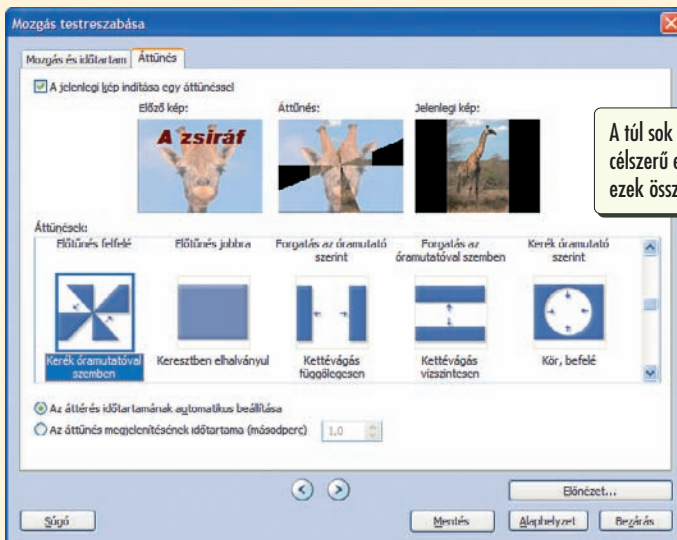 Mozgás testreszabása
Mozgás és időtartam
Áttűnés
A jelenlegi kép indítása egy áttűnéssel
Előző kép:
Áttűnés:
Jelenlegi kép:
A zsiráf
A túl sok
célszerű
ezek össz
Áttűnések:
Előtűnés felfelé
Előtűnés jobbra
Forgatás az óramutató
szerint
Forgatás az
óramutatóval szemben
Kerék óramutató
szerint
Kerék óramutatóval
szemben
Keresztben elhalványul
Kettévágás
függőlegesen
Kettévágás
vízszintesen
Kör, befelé
Az áttérés időtartamának automatikus beállítása
Az áttűnés megjelenítésének időtartama (másodperc)
1,0
Előnézet...
Súgó
Mentés
Alaphelyzet
Bezárás